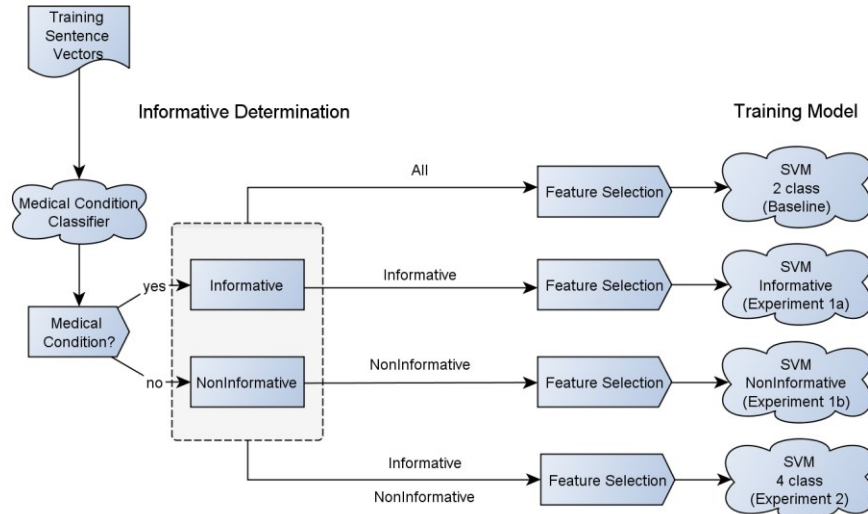 Training
Sentence
Vectors
Informative Determination
Training Model
Medical Condition
Classifier
Medical
Condition?
yes
no
Informative
NonInformative
All
Feature Selection
SVM
2 class
(Baseline)
Informative
Feature Selection
SVM
Informative
(Experiment 1a)
NonInformative
Feature Selection
SVM
NonInformative
(Experiment 1b)
Informative
NonInformative
Feature Selection
SVM
4 class
(Experiment 2)